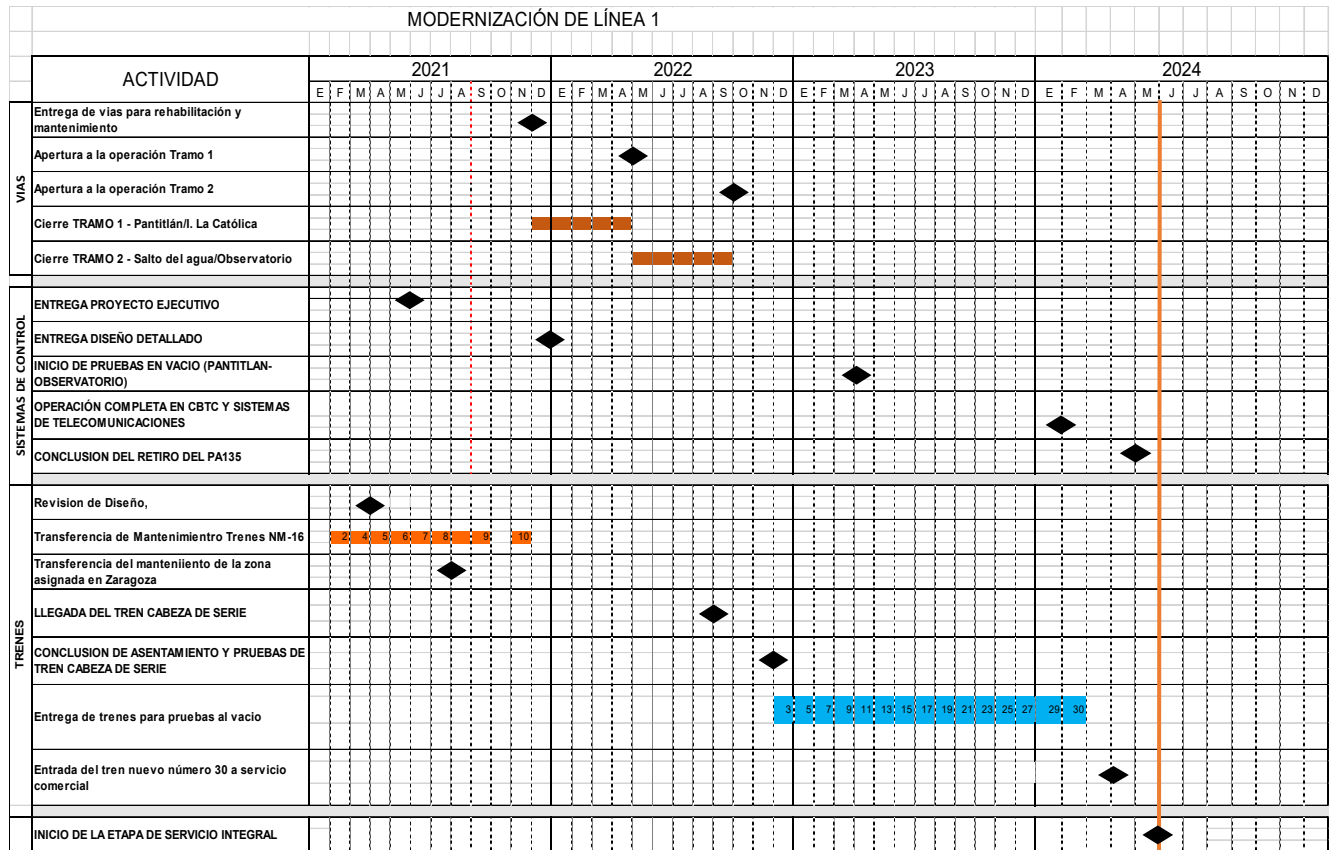 MODERNIZACIÓN DE LÍNEA 1
ACTIVIDAD
2021 2022 2023 2024
E F M A M J J A S O N D E F M A M J J A S O N D E F M A M J J A S O N D E F M A M J J A S O N D
VIAS
Entrega de vias para rehabilitación y
mantenimiento
Apertura a la operación Tramo 1
Apertura a la operación Tramo 2
Cierre TRAMO 1 - Pantitlán/I. La Católica
Cierre TRAMO 2 - Salto del agua/Observatorio
SISTEMAS DE CONTROL
ENTREGA PROYECTO EJECUTIVO
ENTREGA DISEÑO DETALLADO
INICIO DE PRUEBAS EN VACIO (PANTITLAN-
OBSERVATORIO)
OPERACIÓN COMPLETA EN CBTC Y SISTEMAS
DE TELECOMUNICACIONES
CONCLUSION DEL RETIRO DEL PA135
TRENES
Revision de Diseño,
Transferencia de Mantenimientro Trenes NM-16
2 4 5 6 7 8 9 10
Transferencia del manteniiento de la zona
asignada en Zaragoza
LLEGADA DEL TREN CABEZA DE SERIE
CONCLUSION DE ASENTAMIENTO Y PRUEBAS DE
TREN CABEZA DE SERIE
Entrega de trenes para pruebas al vacio
3 5 7 9 11 13 15 17 19 21 23 25 27 29 30
Entrada del tren nuevo número 30 a servicio
comercial
INICIO DE LA ETAPA DE SERVICIO INTEGRAL